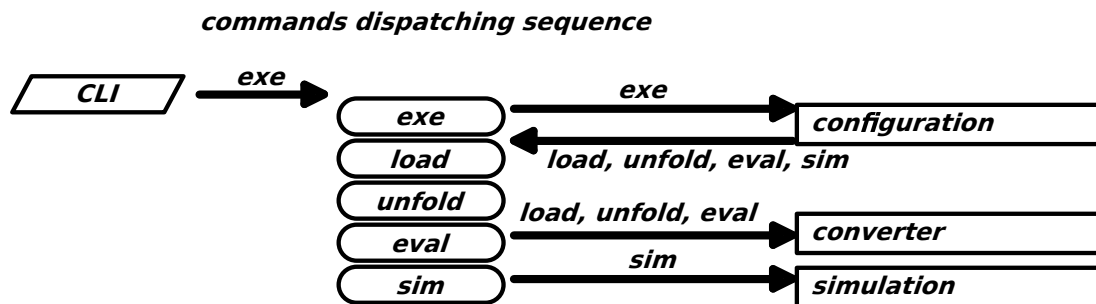 commands dispatching sequence
CLI
exe
exe
load
unfold
eval
sim
exe
load, unfold, eval, sim
load, unfold, eval
sim
configuration
converter
simulation